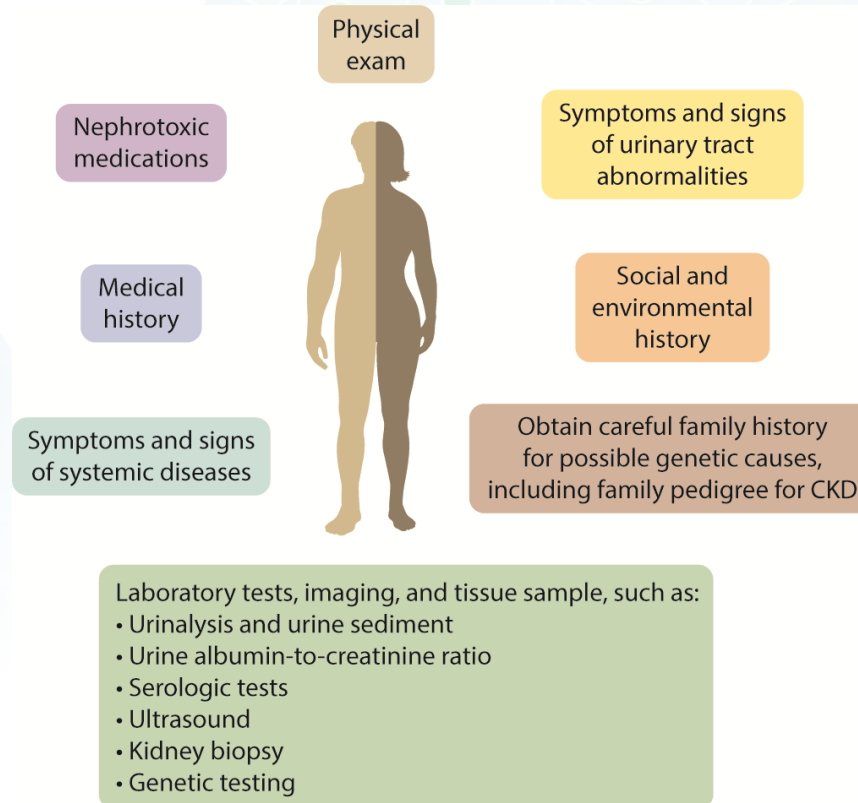 Physical
exam
Nephrotoxic
medications
Symptoms and signs
of urinary tract
abnormalities
Medical
history
Social and
environmental
history
Symptoms and signs
of systemic diseases
Obtain careful family history
for possible genetic causes,
including family pedigree for CKD
Laboratory tests, imaging, and tissue sample, such as:
• Urinalysis and urine sediment
• Urine albumin-to-creatinine ratio
• Serologic tests
• Ultrasound
• Kidney biopsy
• Genetic testing